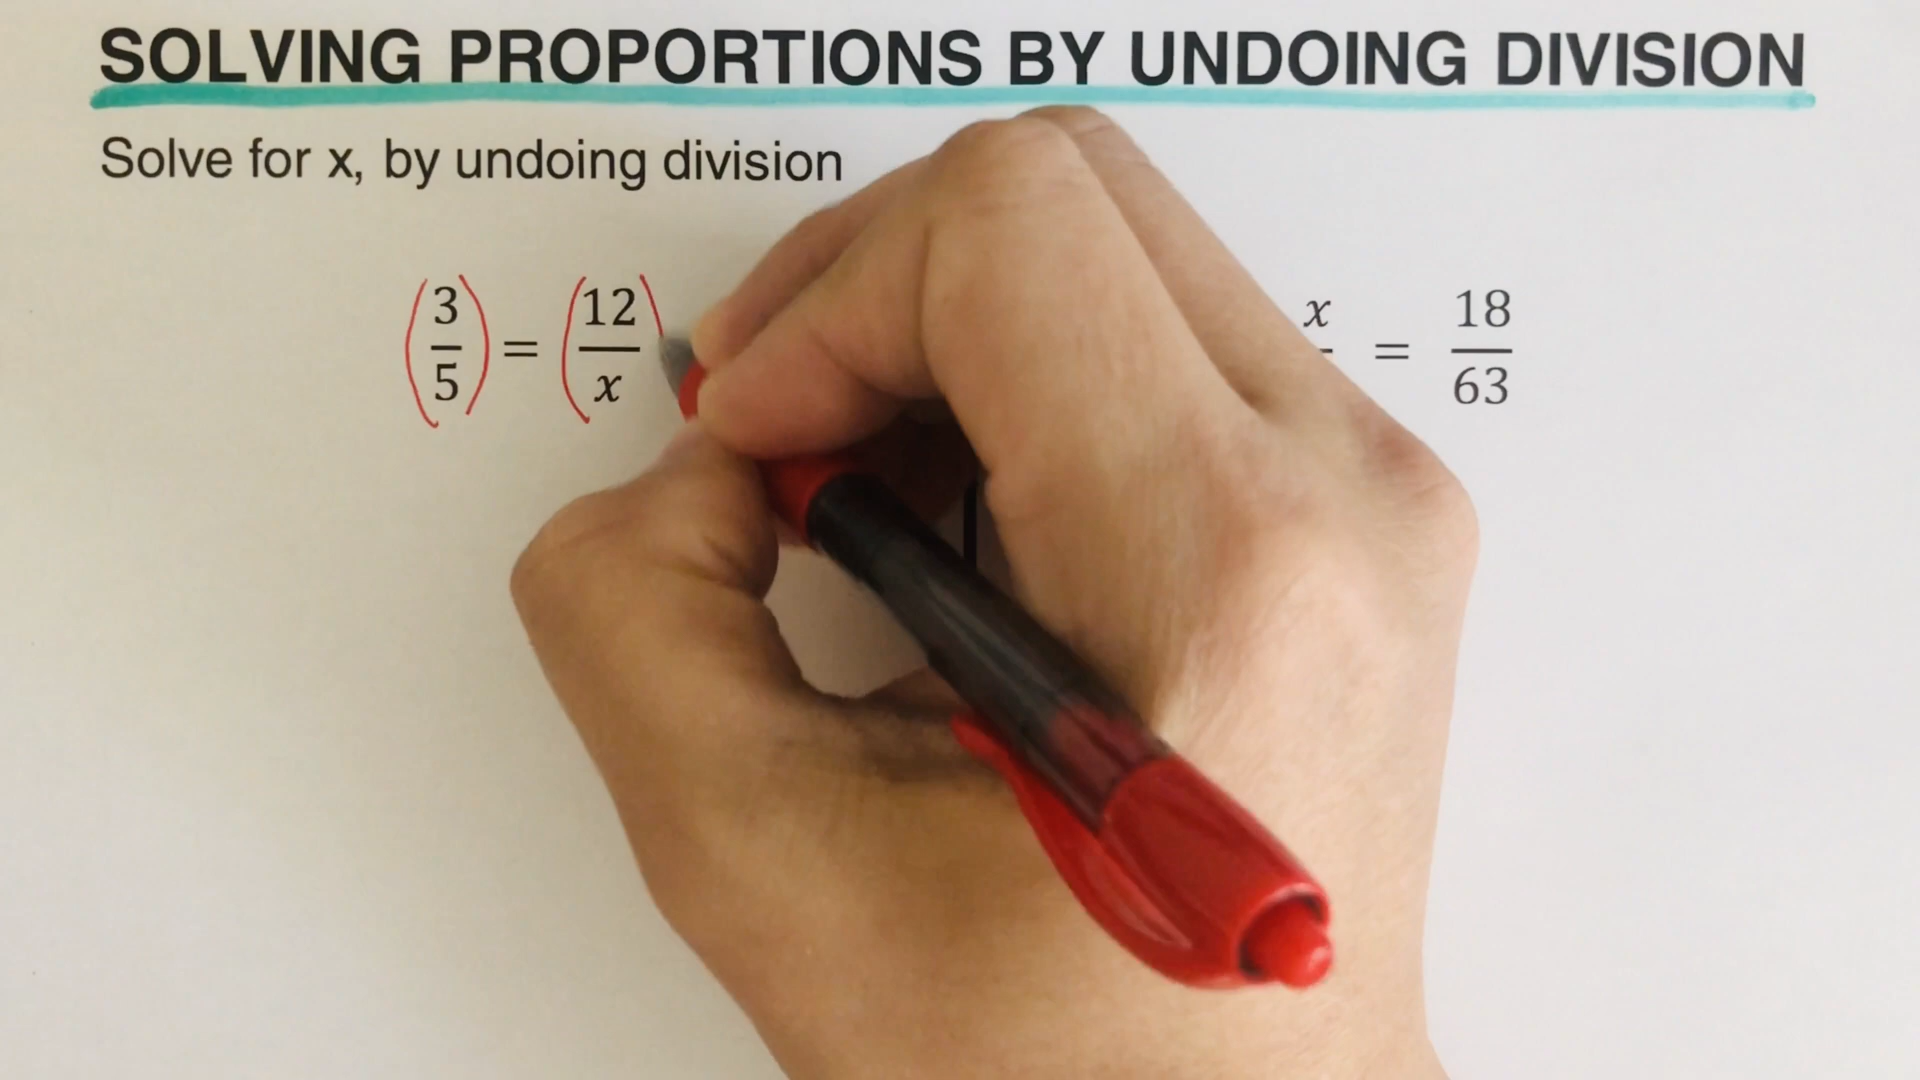 SOLVING PROPORTIONS BY UNDOING DIVISION
Solve for x, by undoing division
(3/5) = (12/x)
x = 18/63